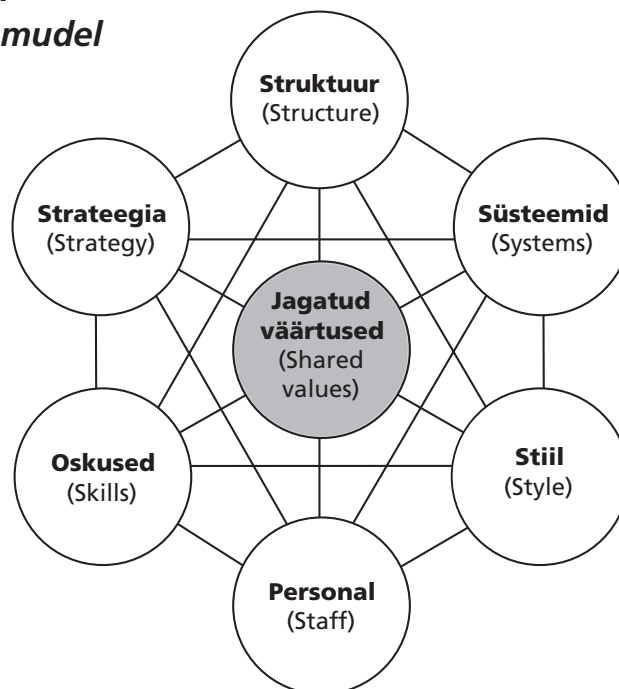 mudel
Struktuur
(Structure)
Strateegia
(Strategy)
Süsteemid
(Systems)
Jagatud
väärtused
(Shared
values)
Oskused
(Skills)
Stiil
(Style)
Personal
(Staff)